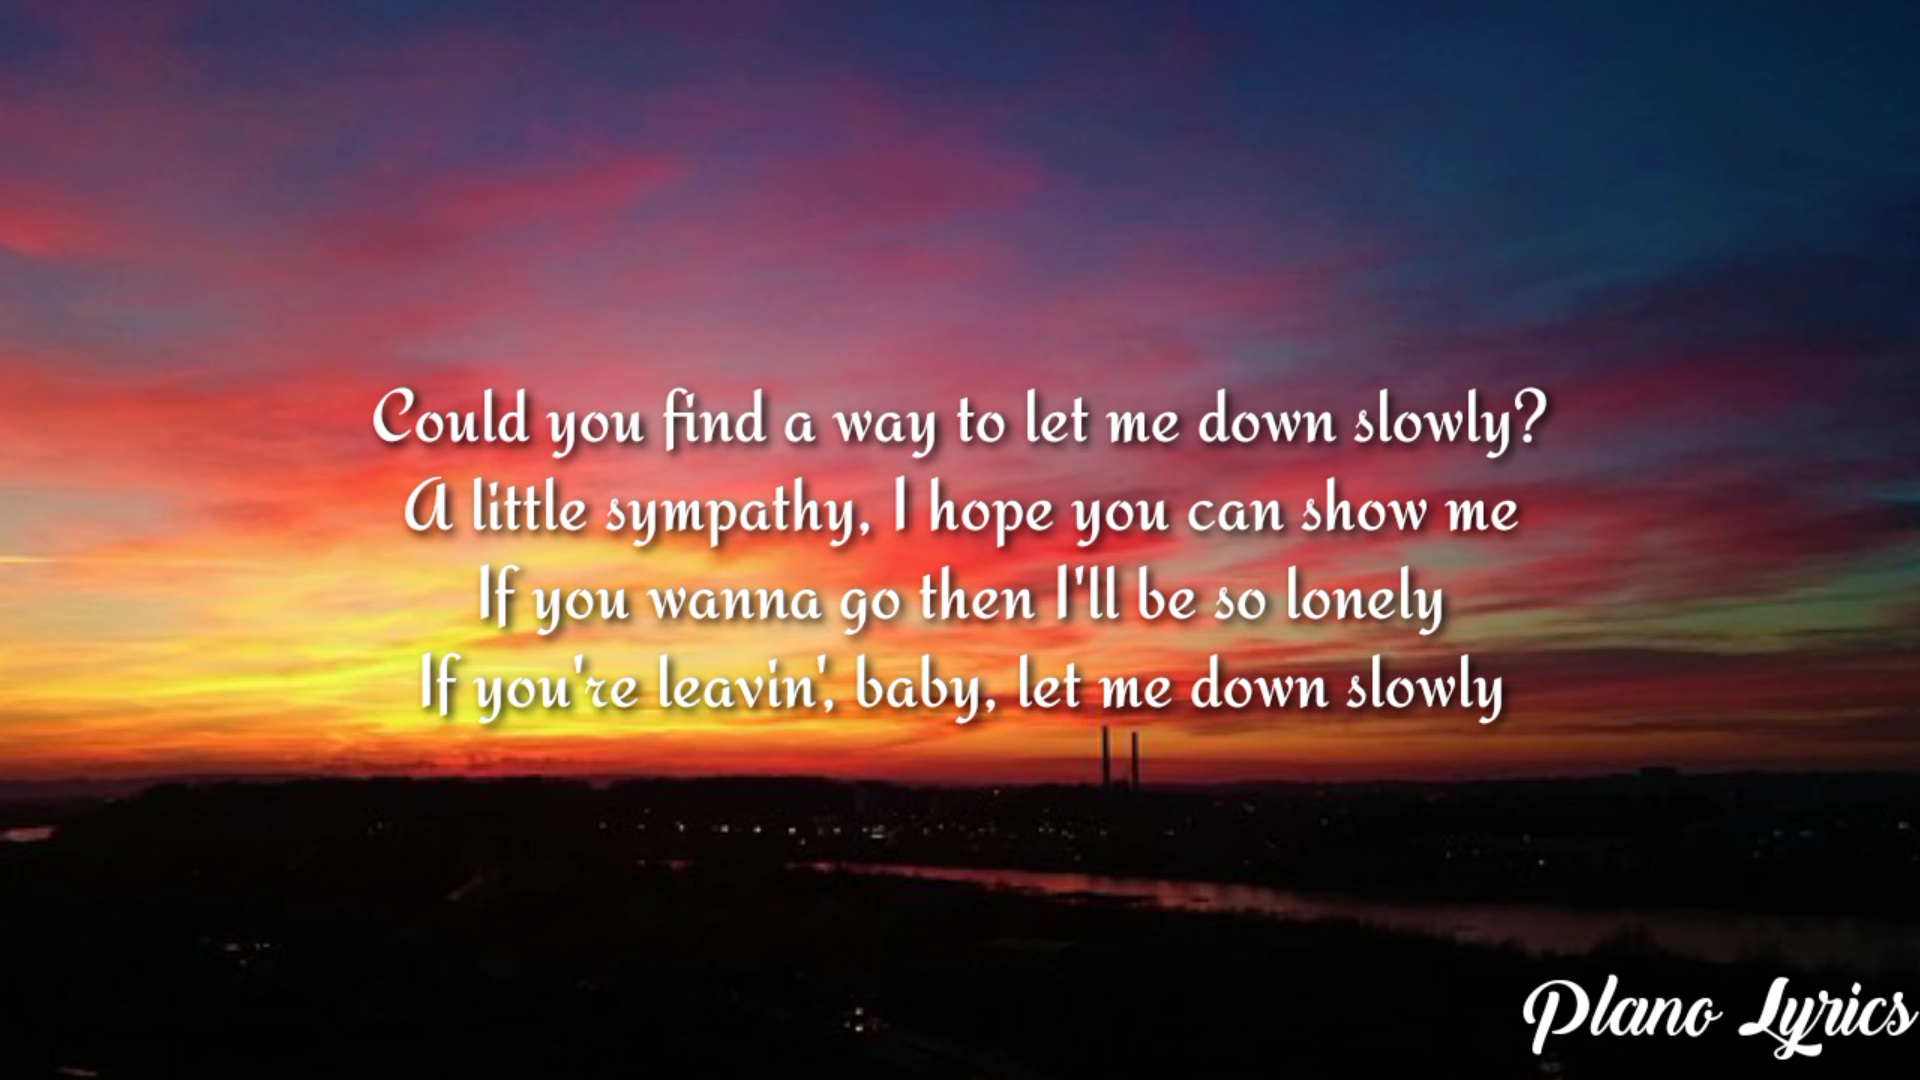 Could you find a way to let me down slowly?
A little sympathy, I hope you can show me
If you wanna go then I'll be so lonely
If you're leavin', baby, let me down slowly
Plano Lyrics